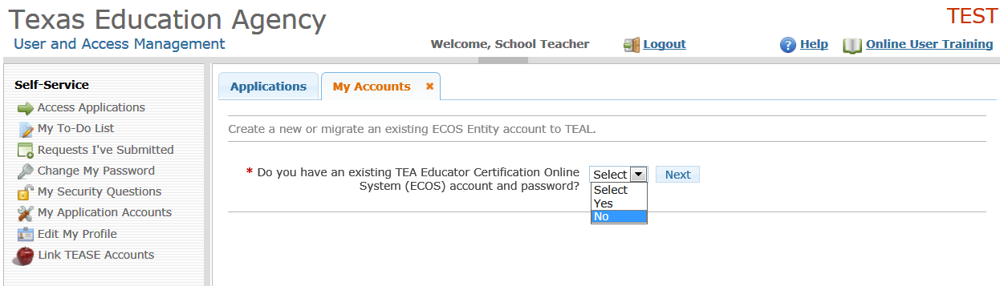 Texas Education Agency
TEST
User and Access Management
Welcome, School Teacher
Logout
Help
Online User Training
Self-Service
Access Applications
My To-Do List
Requests I've Submitted
Change My Password
My Security Questions
My Application Accounts
Edit My Profile
Link TEASE Accounts
Applications
My Accounts
Create a new or migrate an existing ECOS Entity account to TEAL.
* Do you have an existing TEA Educator Certification Online
System (ECOS) account and password?
Select
Next
Select
Yes
No